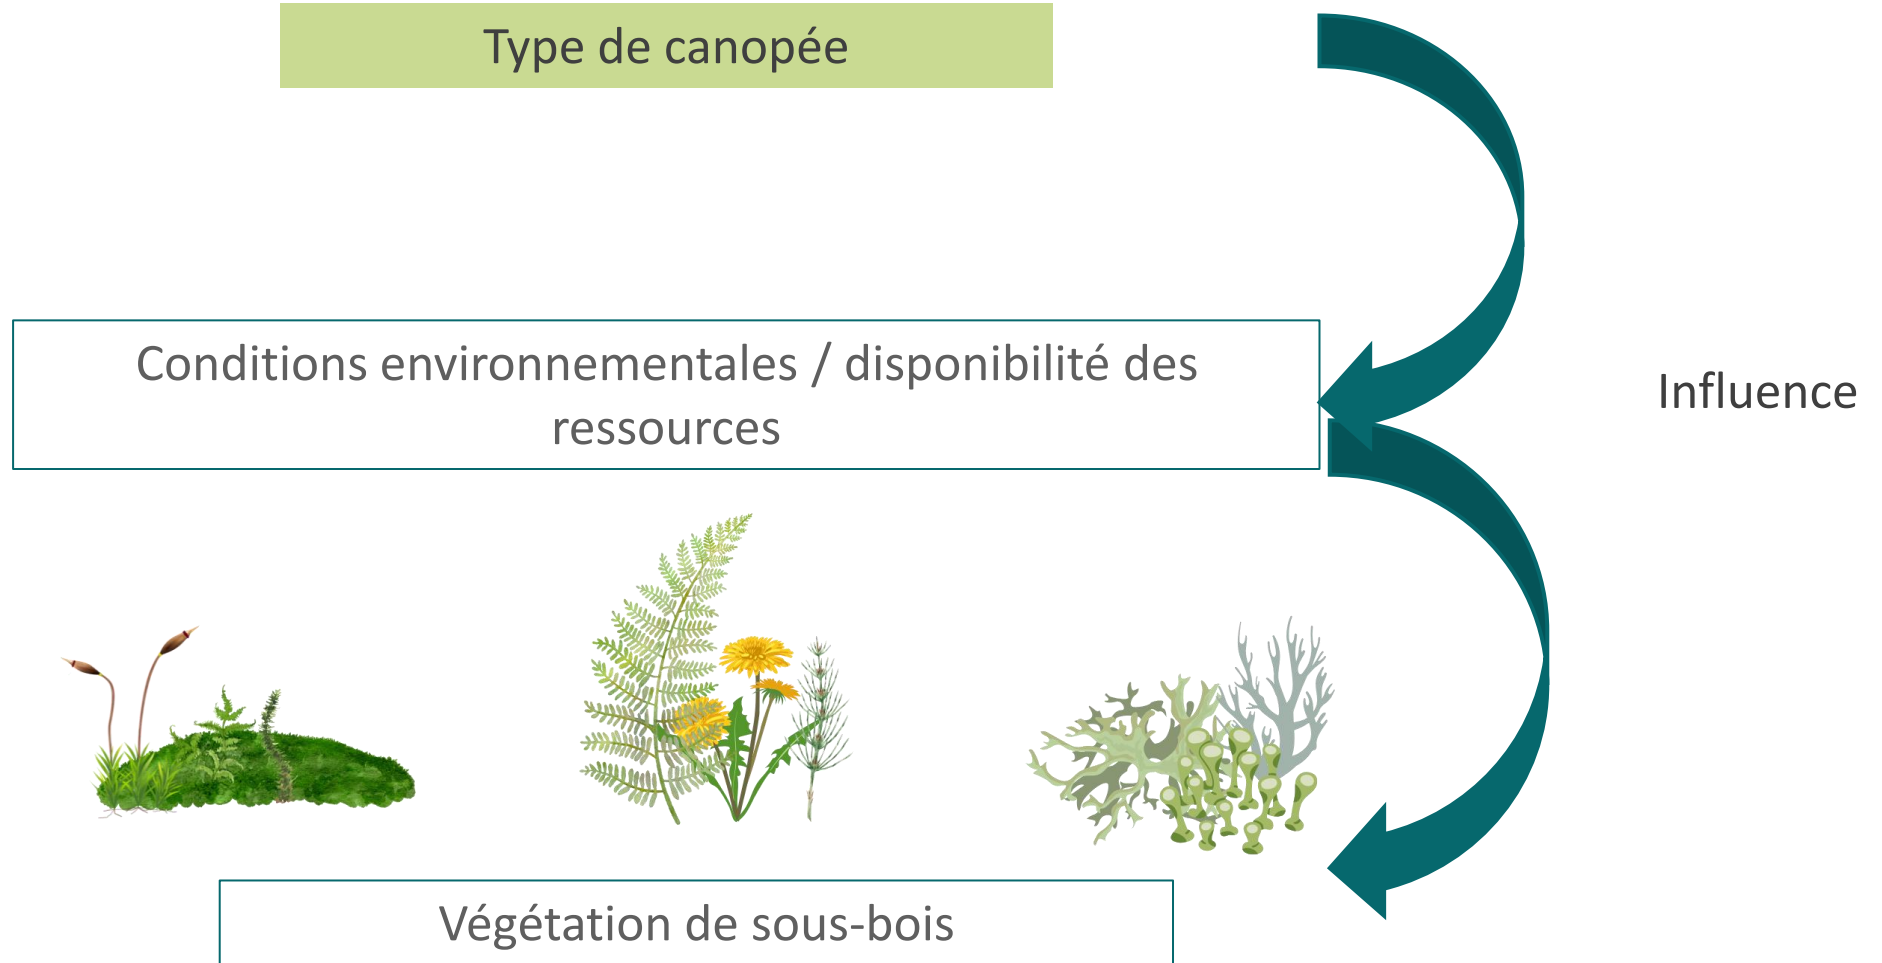 Type de canopée
Conditions environnementales / disponibilité des
ressources
Influence
Végétation de sous-bois